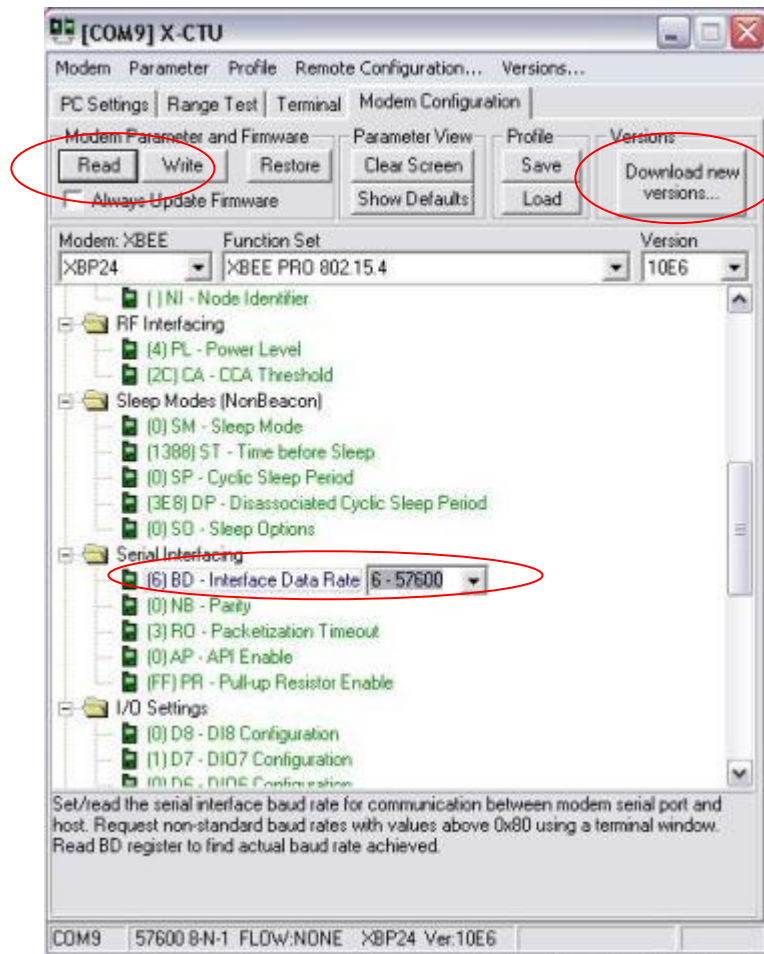 [COM9] X-CTU
Modem Parameter Profile Remote Configuration... Versions...
PC Settings Range Test Terminal Modem Configuration
Modem Parameter and Firmware Parameter View Profile Versions
Read Write Restore Clear Screen Save Download new versions...
Always Update Firmware Show Defaults Load
Modem: XBEE Function Set Version
XBP24 XBEE PRO 802.15.4 10E6
( ) NI - Node Identifier
RF Interfacing
(4) PL - Power Level
(2C) CA - CCA Threshold
Sleep Modes (NonBeacon)
(0) SM - Sleep Mode
(1388) ST - Time before Sleep
(0) SP - Cyclic Sleep Period
(3E8) DP - Disassociated Cyclic Sleep Period
(0) SO - Sleep Options
Serial Interfacing
(6) BD - Interface Data Rate 6 - 57600
(0) NB - Parity
(3) RO - Packetization Timeout
(0) AP - API Enable
(FF) PR - Pull-up Resistor Enable
I/O Settings
(0) D8 - DI8 Configuration
(1) D7 - DIO7 Configuration
(0) D6 - DIO6 Configuration
Set/read the serial interface baud rate for communication between modem serial port and
host. Request non-standard baud rates with values above 0x80 using a terminal window.
Read BD register to find actual baud rate achieved.
COM9 57600 8-N-1 FLOW:NONE XBP24 Ver:10E6